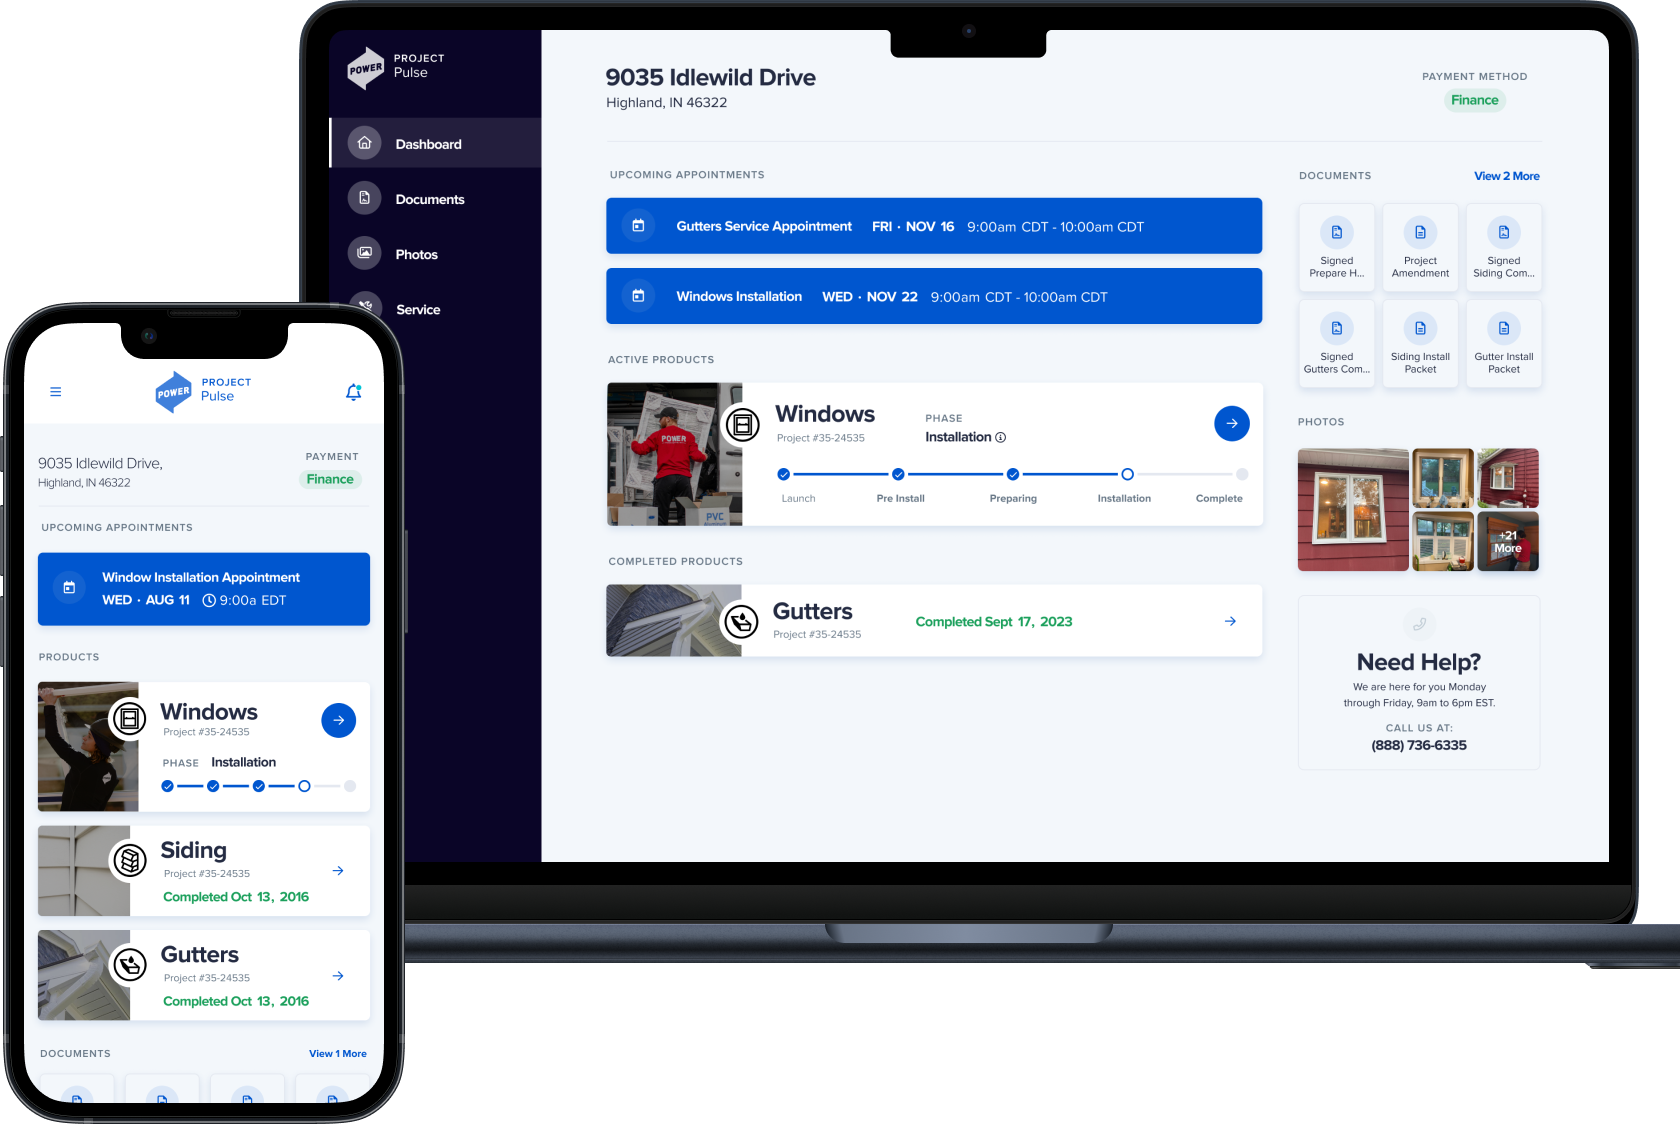 POWER
PROJECT
Pulse
Dashboard
Documents
Photos
Service
9035 Idlewild Drive
Highland, IN 46322
PAYMENT METHOD
Finance
UPCOMING APPOINTMENTS
Gutters Service Appointment FRI · NOV 16 9:00am CDT - 10:00am CDT
Windows Installation WED · NOV 22 9:00am CDT - 10:00am CDT
ACTIVE PRODUCTS
POWER
PVC
Windows
Project #35-24535
PHASE
Installation
Launch Pre Install Preparing Installation Complete
COMPLETED PRODUCTS
Gutters
Project #35-24535
Completed Sept 17, 2023
DOCUMENTS View 2 More
Signed
Prepare H...
Project
Amendment
Signed
Siding Com...
Signed
Gutters Com...
Siding Install
Packet
Gutter Install
Packet
PHOTOS
+21
More
Need Help?
We are here for you Monday
through Friday, 9am to 6pm EST.
CALL US AT:
(888) 736-6335
POWER
PROJECT
Pulse
9035 Idlewild Drive,
Highland, IN 46322
PAYMENT
Finance
UPCOMING APPOINTMENTS
Window Installation Appointment
WED · AUG 11 9:00a EDT
PRODUCTS
Windows
Project #35-24535
PHASE Installation
Siding
Project #35-24535
Completed Oct 13, 2016
Gutters
Project #35-24535
Completed Oct 13, 2016
DOCUMENTS View 1 More